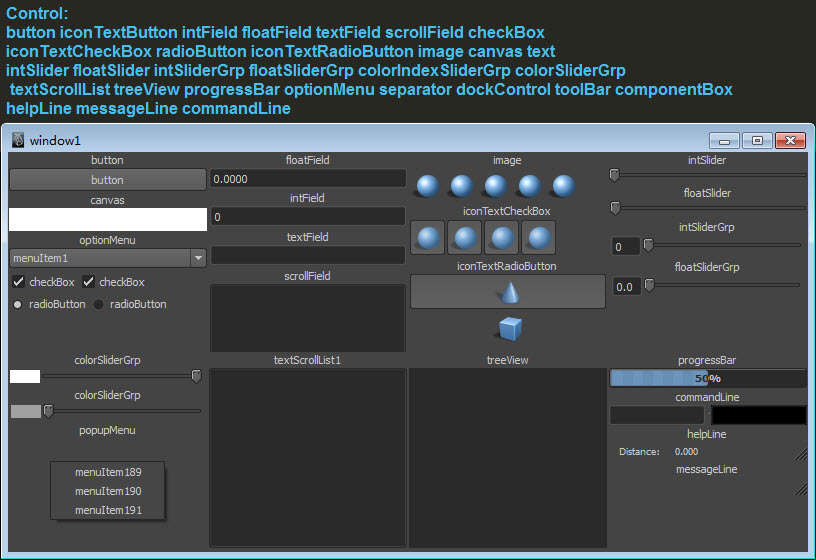 Control:
button iconTextButton intField floatField textField scrollField checkBox
iconTextCheckBox radioButton iconTextRadioButton image canvas text
intSlider floatSlider intSliderGrp floatSliderGrp colorIndexSliderGrp colorSliderGrp
textScrollList treeView progressBar optionMenu separator dockControl toolBar componentBox
helpLine messageLine commandLine
window1
button
button
canvas
optionMenu
menuItem1
checkBox checkBox
radioButton radioButton
floatField
0.0000
intField
0
textField
scrollField
image
iconTextCheckBox
iconTextRadioButton
intSlider
floatSlider
intSliderGrp
0
floatSliderGrp
0.0
colorSliderGrp
colorSliderGrp
popupMenu
menuItem189
menuItem190
menuItem191
textScrollList1
treeView
progressBar
50%
commandLine
helpLine
Distance: 0.000
messageLine